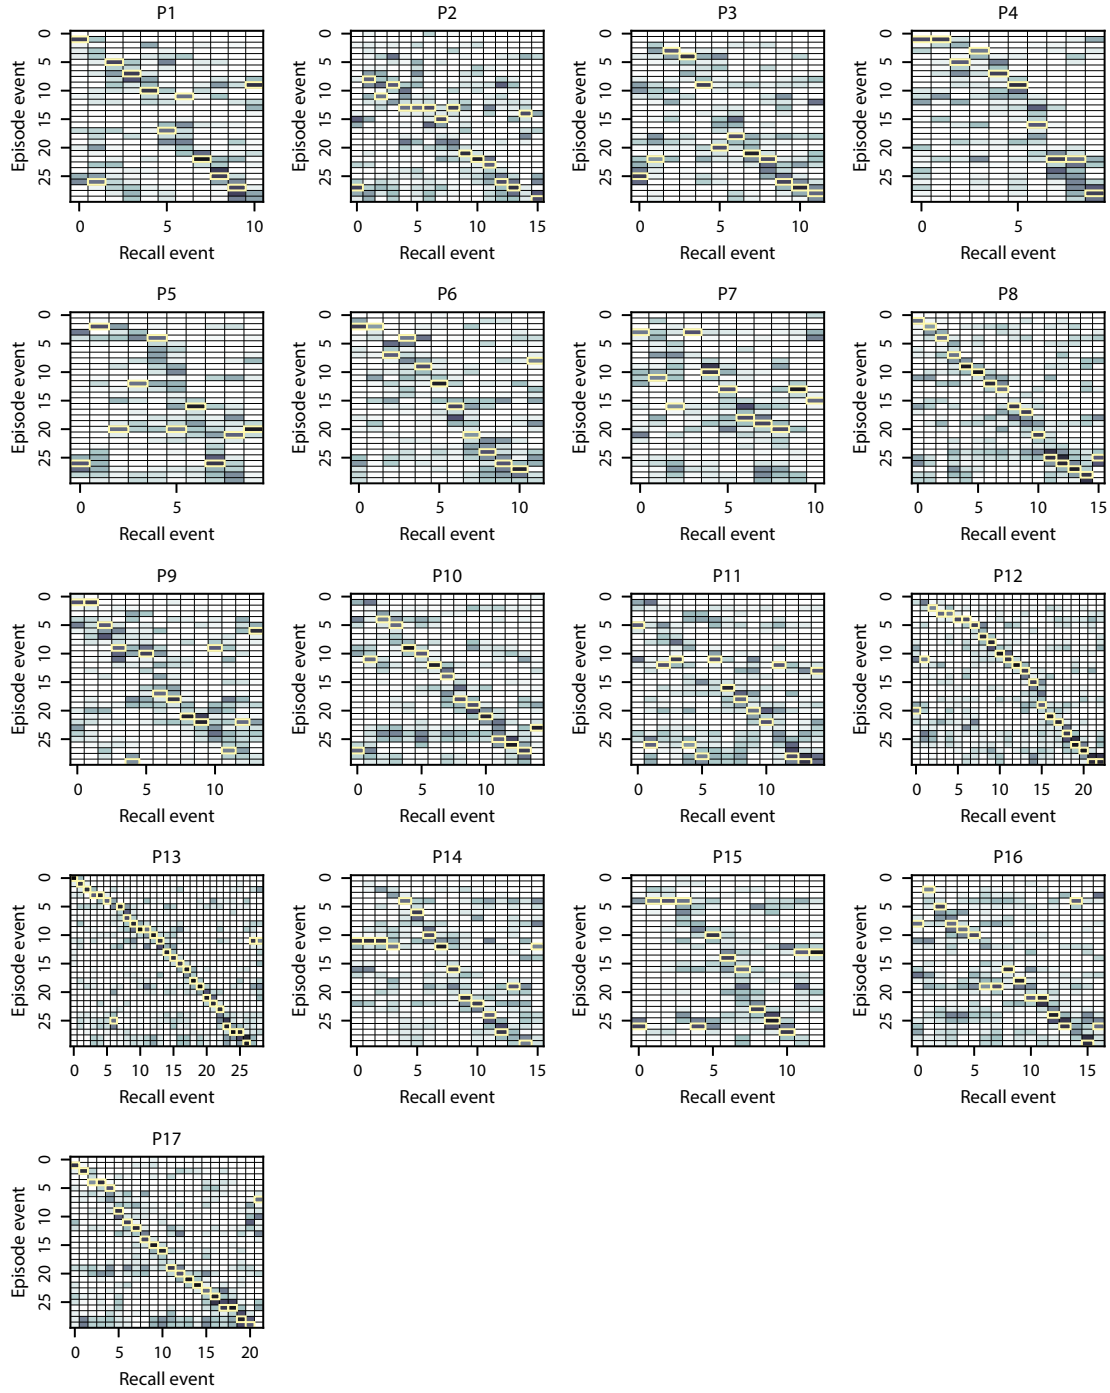 P1 P2 P3 P4
0 5 10 15 20 25 Episode event 0 5 10 15 20 25 Episode event 0 5 10 15 20 25 Episode event 0 5 10 15 20 25 Episode event
0 5 10 0 5 10 15 0 5 10 0 5
Recall event Recall event Recall event Recall event
P5 P6 P7 P8
0 5 10 15 20 25 Episode event 0 5 10 15 20 25 Episode event 0 5 10 15 20 25 Episode event 0 5 10 15 20 25 Episode event
0 5 0 5 10 0 5 10 0 5 10 15
Recall event Recall event Recall event Recall event
P9 P10 P11 P12
0 5 10 15 20 25 Episode event 0 5 10 15 20 25 Episode event 0 5 10 15 20 25 Episode event 0 5 10 15 20 25 Episode event
0 5 10 0 5 10 0 5 10 0 5 10 15 20
Recall event Recall event Recall event Recall event
P13 P14 P15 P16
0 5 10 15 20 25 Episode event 0 5 10 15 20 25 Episode event 0 5 10 15 20 25 Episode event 0 5 10 15 20 25 Episode event
0 5 10 15 20 25 0 5 10 15 0 5 10 0 5 10 15
Recall event Recall event Recall event Recall event
P17
0 5 10 15 20 25 Episode event
0 5 10 15 20
Recall event